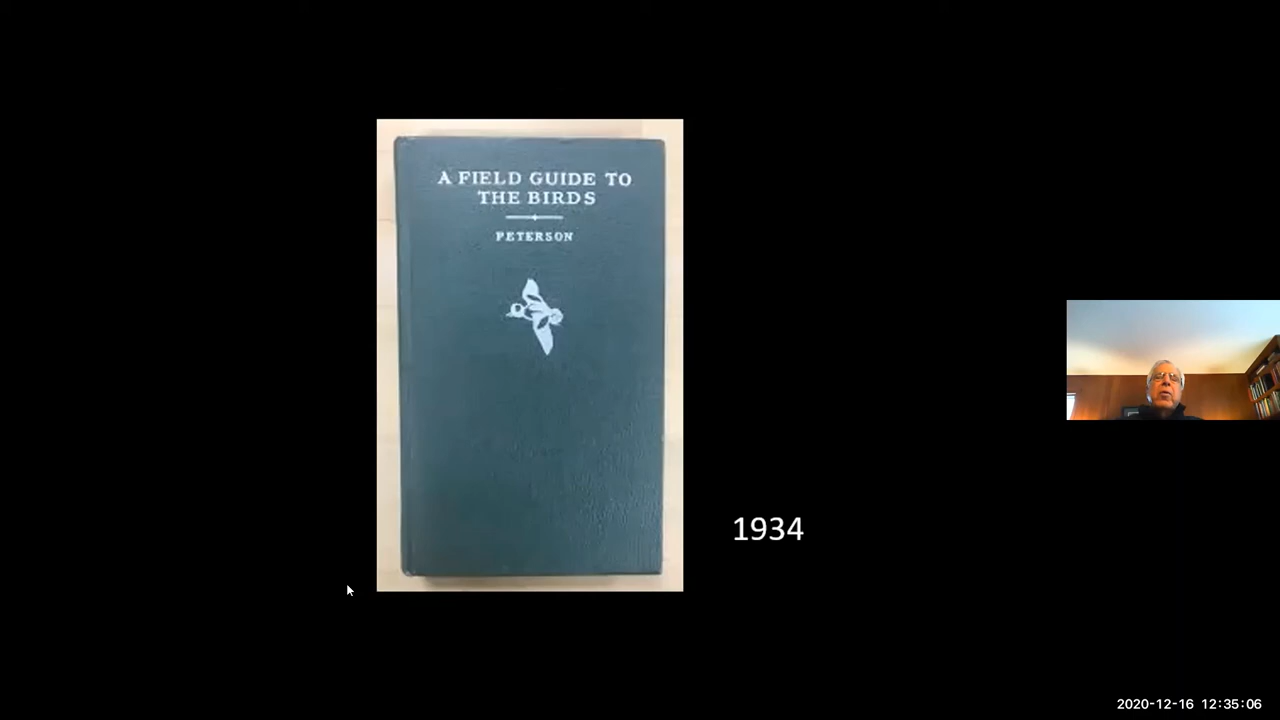 A FIELD GUIDE TO
THE BIRDS
PETERSON
1934
2020-12-16 12:35:06